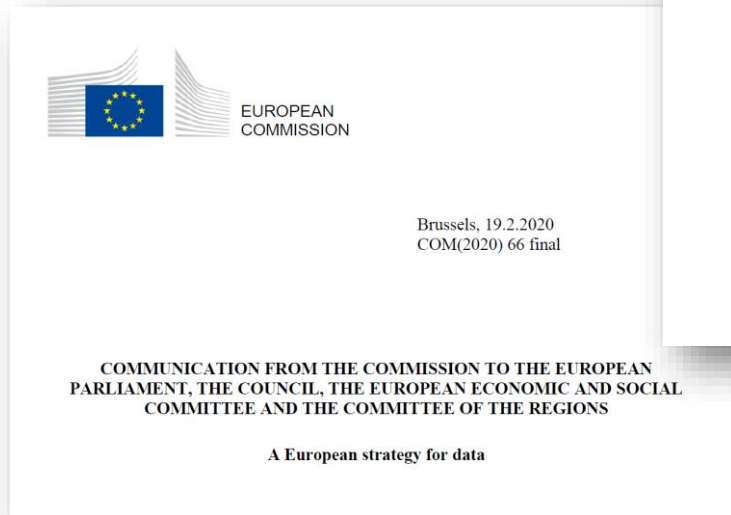 EUROPEAN
COMMISSION
Brussels, 19.2.2020
COM(2020) 66 final
COMMUNICATION FROM THE COMMISSION TO THE EUROPEAN
PARLIAMENT, THE COUNCIL, THE EUROPEAN ECONOMIC AND SOCIAL
COMMITTEE AND THE COMMITTEE OF THE REGIONS
A European strategy for data